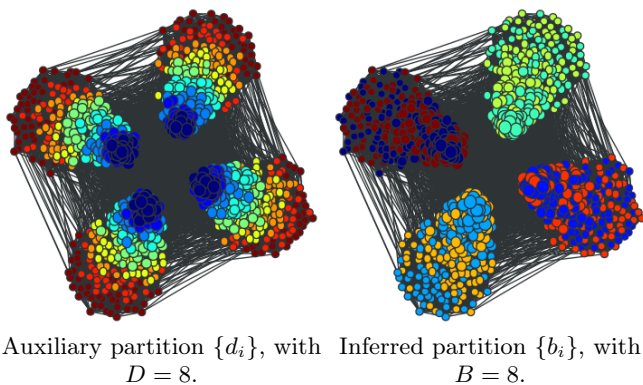 Auxiliary partition {d_i}, with
D = 8.
Inferred partition {b_i}, with
B = 8.